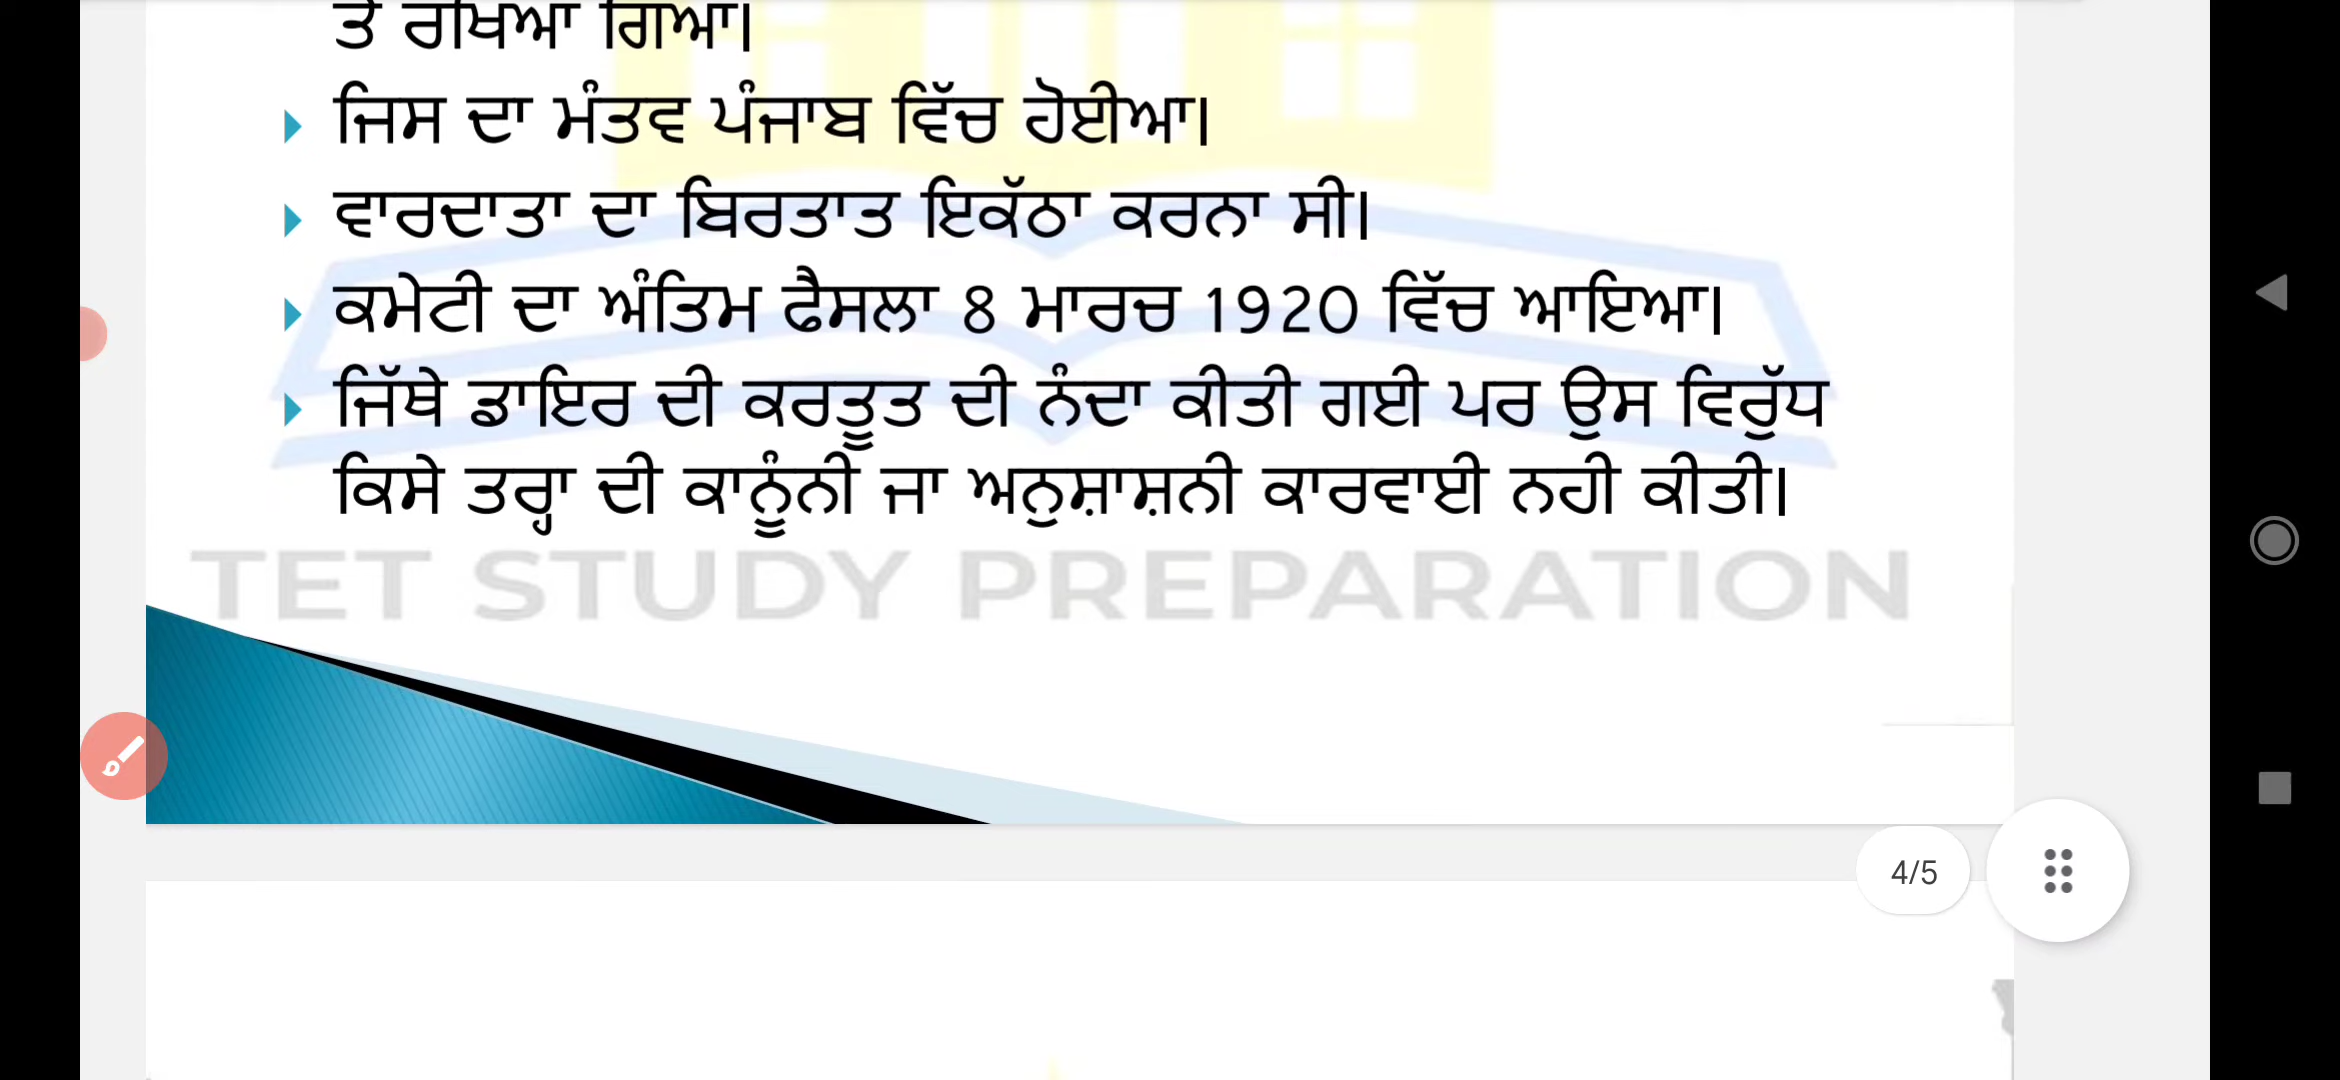 ਤੇ ਰਖਿਆ ਗਿਆ।
ਜਿਸ ਦਾ ਮੰਤਵ ਪੰਜਾਬ ਵਿੱਚ ਹੋਈਆ।
ਵਾਰਦਾਤਾ ਦਾ ਬਿਰਤਾਤ ਇਕੱਠਾ ਕਰਨਾ ਸੀ।
ਕਮੇਟੀ ਦਾ ਅੰਤਿਮ ਫੈਸਲਾ 8 ਮਾਰਚ 1920 ਵਿੱਚ ਆਇਆ।
ਜਿੱਥੇ ਡਾਇਰ ਦੀ ਕਰਤੂਤ ਦੀ ਨੰਦਾ ਕੀਤੀ ਗਈ ਪਰ ਉਸ ਵਿਰੁੱਧ
ਕਿਸੇ ਤਰ੍ਹਾ ਦੀ ਕਾਨੂੰਨੀ ਜਾ ਅਨੁਸ਼ਾਸ਼ਨੀ ਕਾਰਵਾਈ ਨਹੀ ਕੀਤੀ।
TET STUDY PREPARATION
4/5